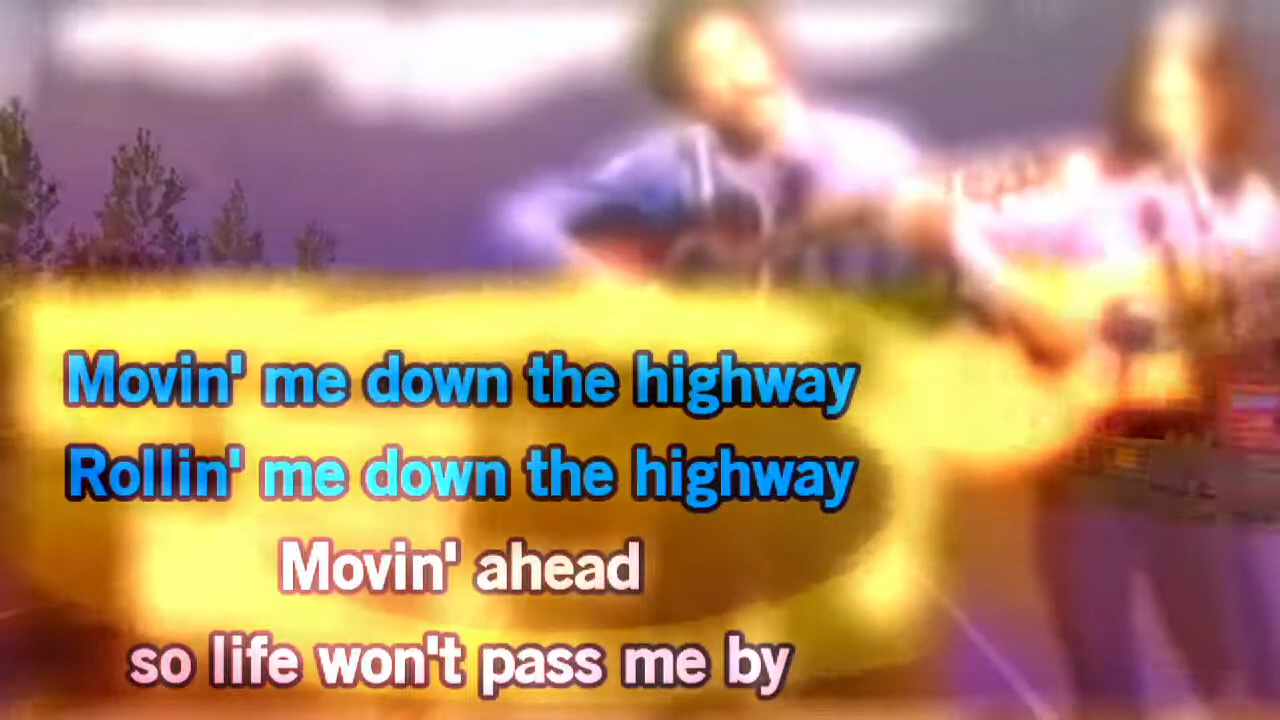 Movin' me down the highway
Rollin' me down the highway
Movin' ahead
so life won't pass me by